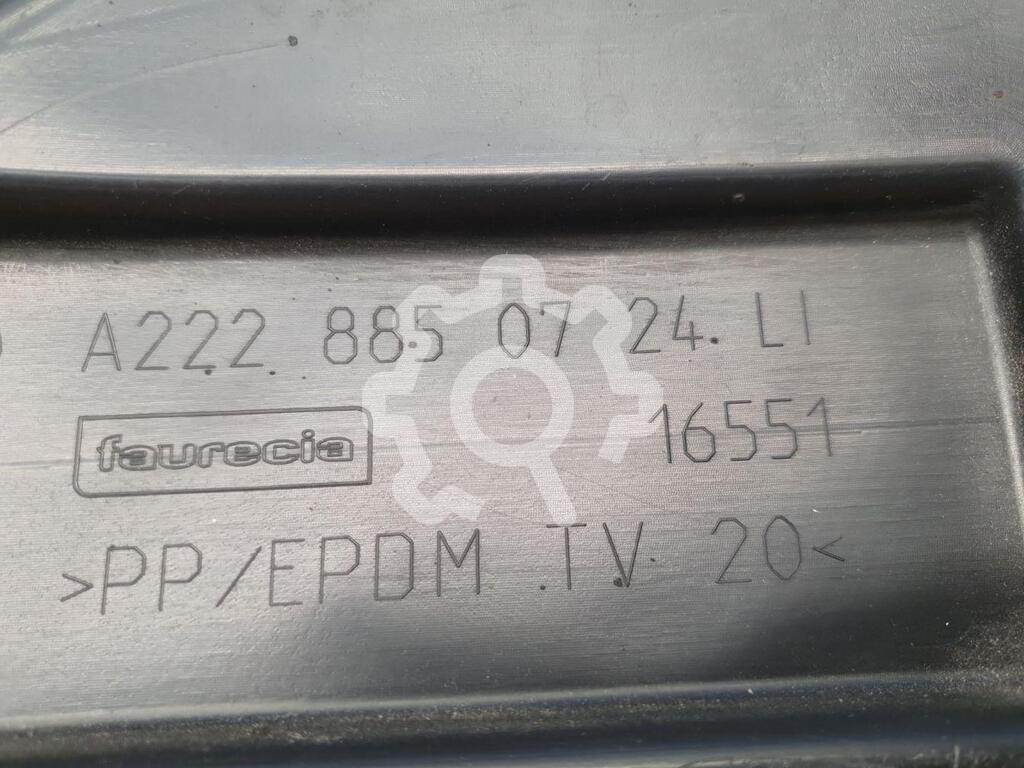 A222 885 07 24 LI
faurecia
16551
>PP/EPDM TV 20<